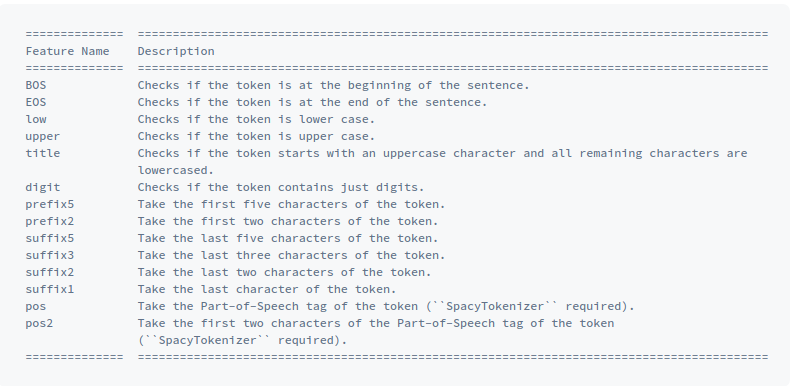 ==============  ==========================================================================================
Feature Name    Description
==============  ==========================================================================================
BOS             Checks if the token is at the beginning of the sentence.
EOS             Checks if the token is at the end of the sentence.
low             Checks if the token is lower case.
upper           Checks if the token is upper case.
title           Checks if the token starts with an uppercase character and all remaining characters are
                lowercased.
digit           Checks if the token contains just digits.
prefix5         Take the first five characters of the token.
prefix2         Take the first two characters of the token.
suffix5         Take the last five characters of the token.
suffix3         Take the last three characters of the token.
suffix2         Take the last two characters of the token.
suffix1         Take the last character of the token.
pos             Take the Part-of-Speech tag of the token (``SpacyTokenizer`` required).
pos2            Take the first two characters of the Part-of-Speech tag of the token
                (``SpacyTokenizer`` required).
==============  ==========================================================================================